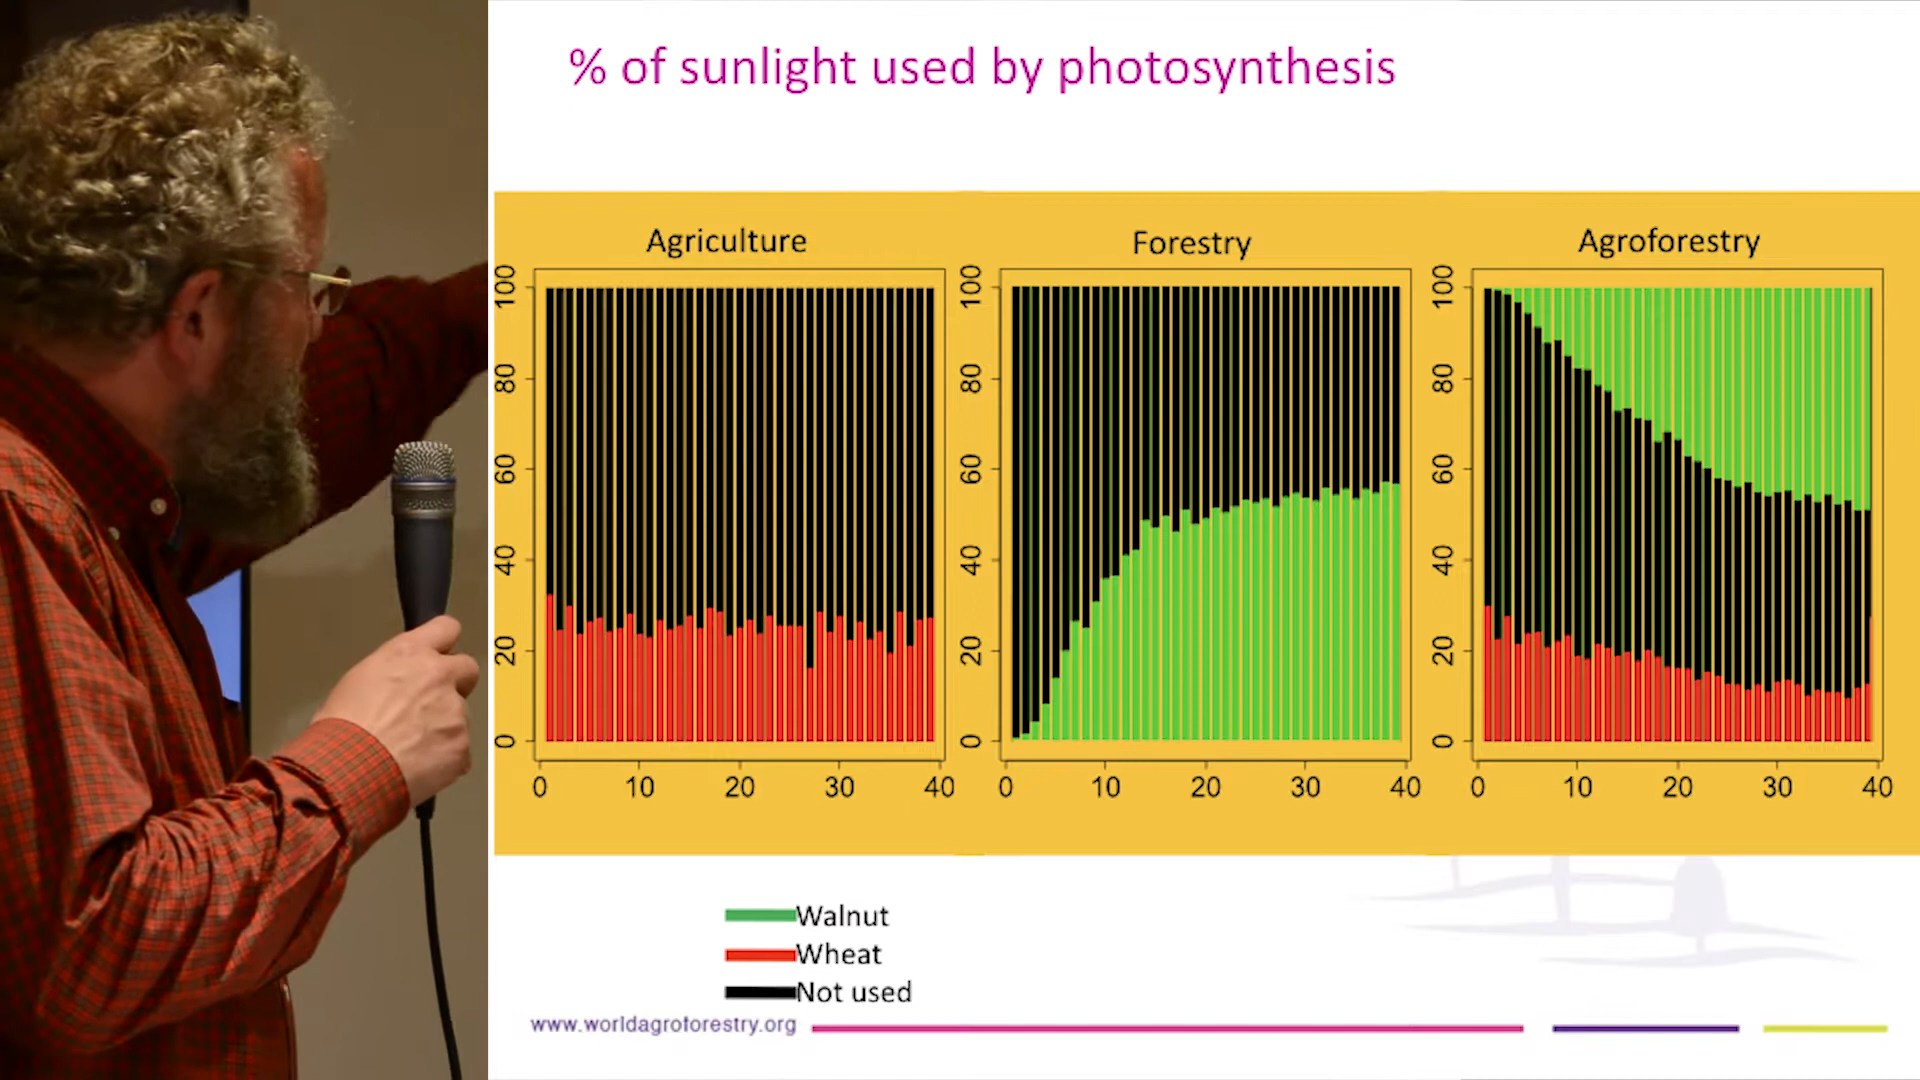 % of sunlight used by photosynthesis
Agriculture
Forestry
Agroforestry
100
80
60
40
20
0
0 10 20 30 40
100
80
60
40
20
0
0 10 20 30 40
100
80
60
40
20
0
0 10 20 30 40
Walnut
Wheat
Not used
www.worldagroforestry.org